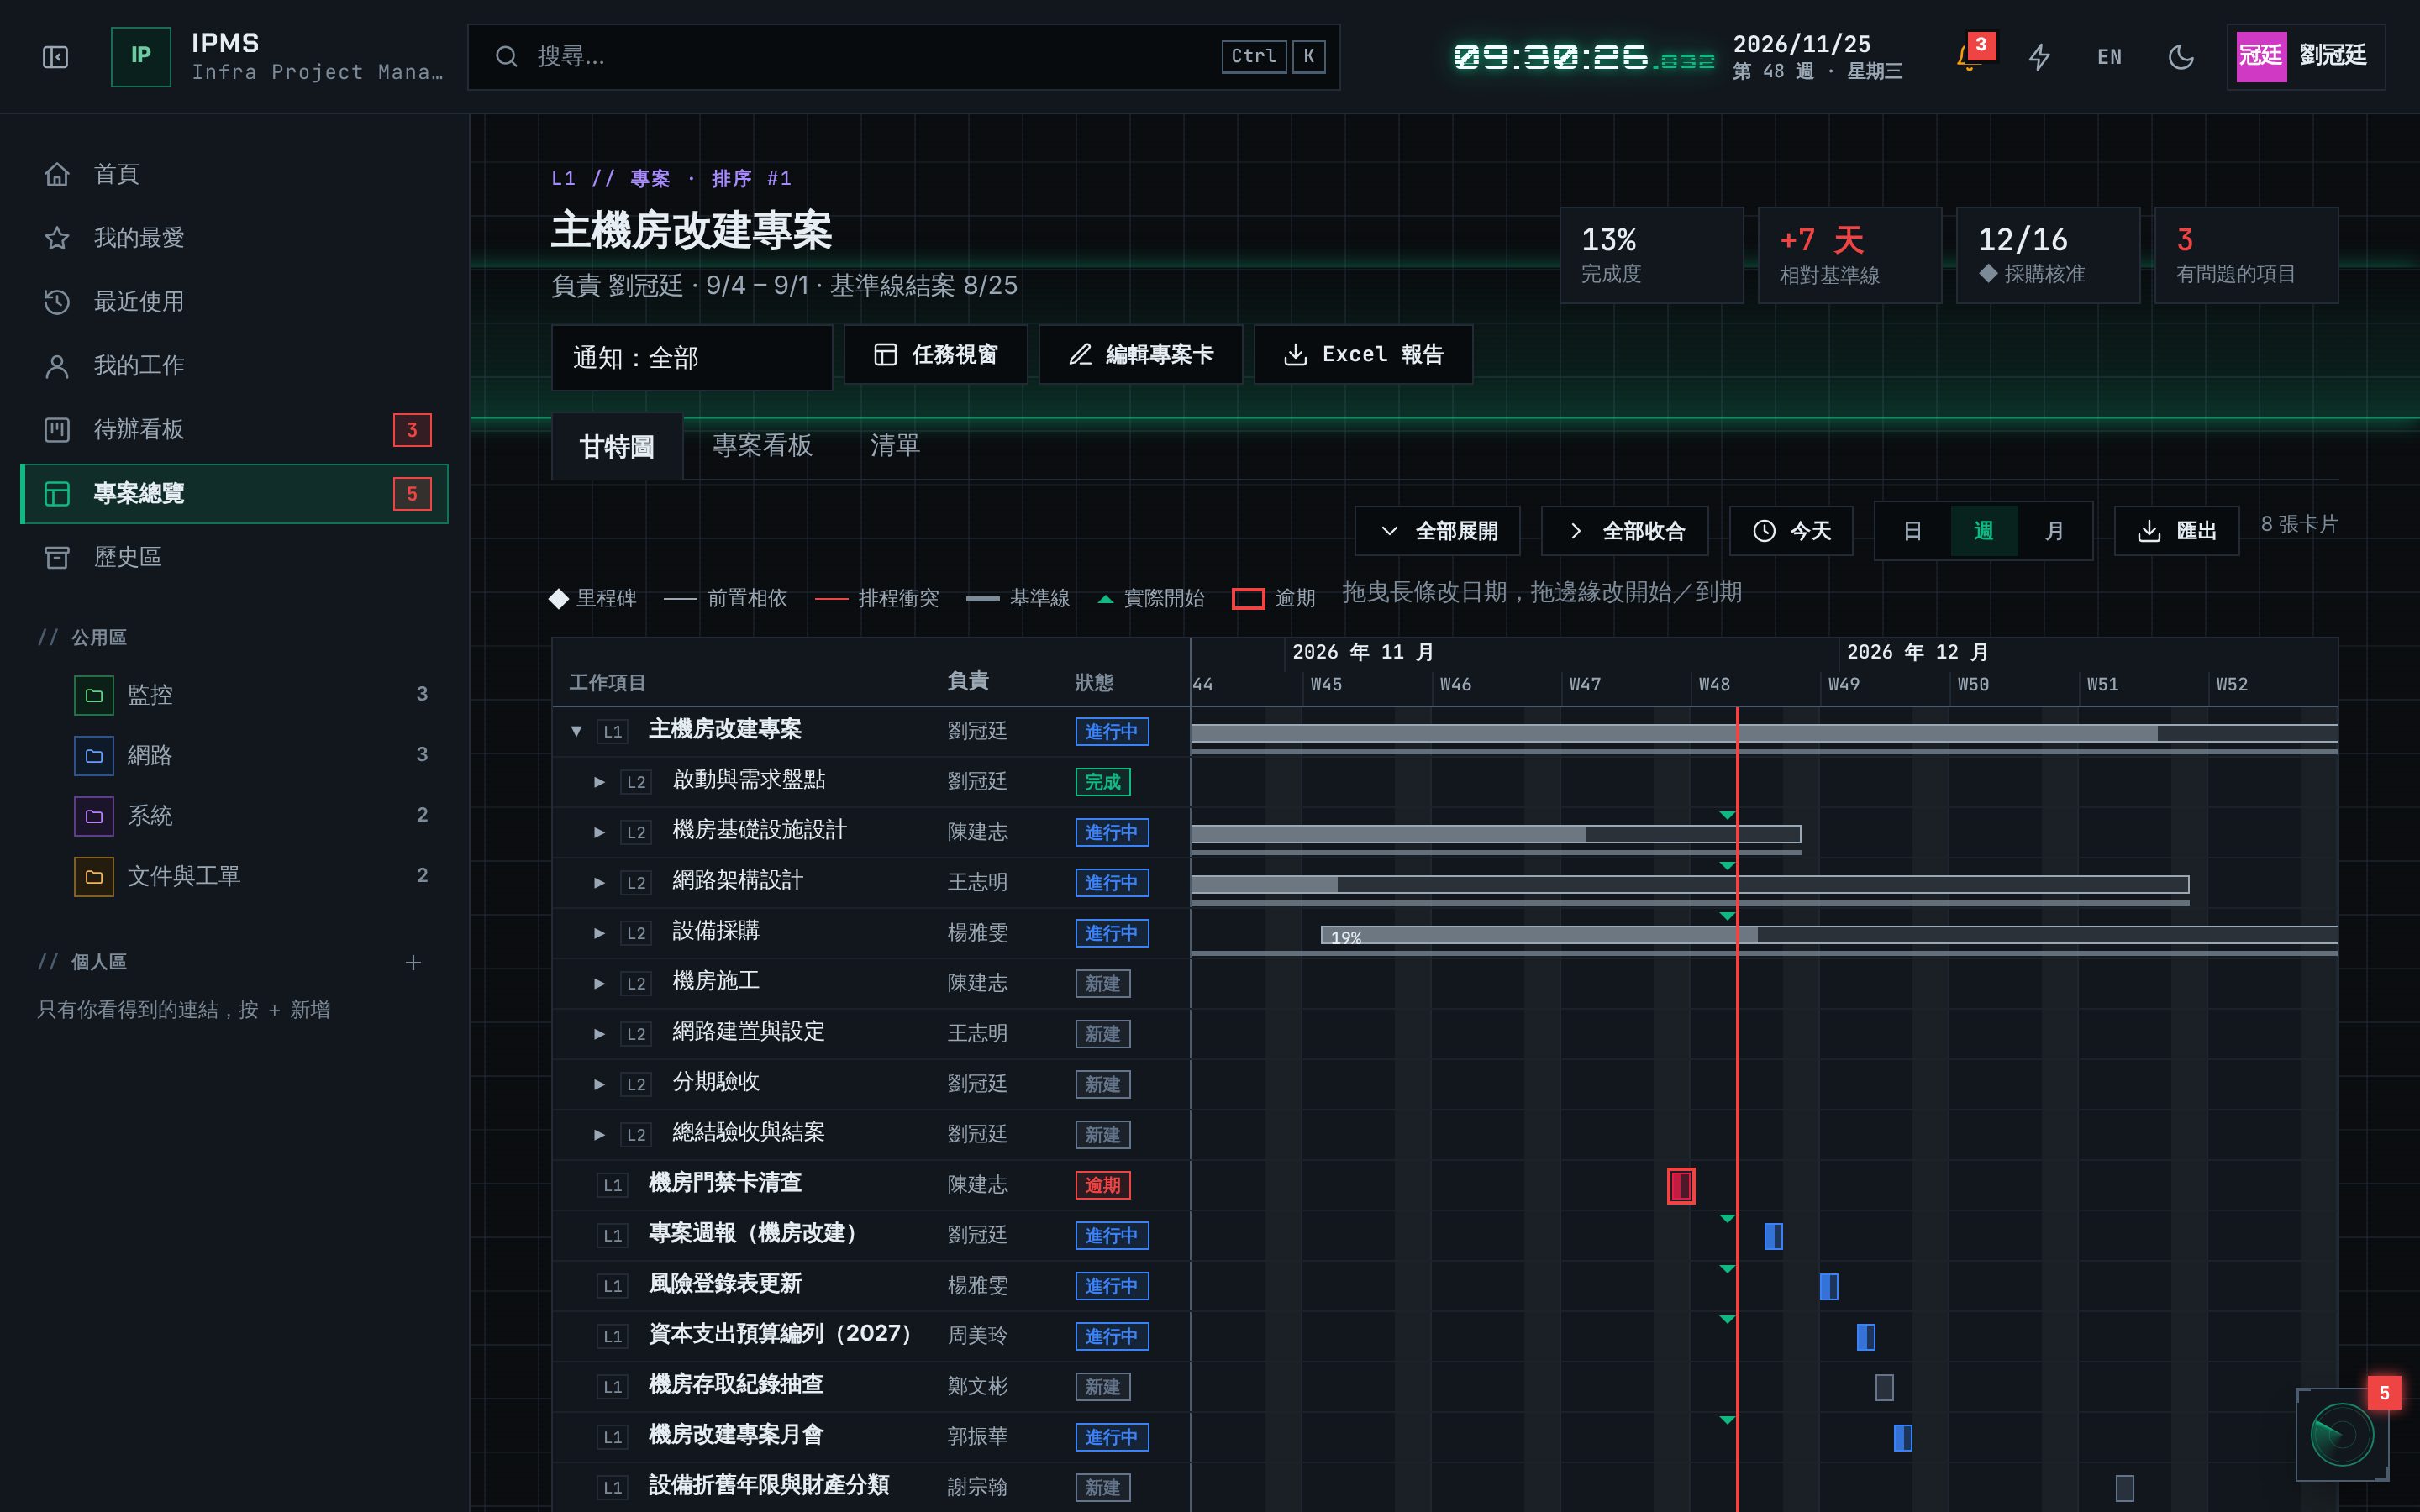 IP
IPMS
Infra Project Mana…
搜尋...
Ctrl K
09:30:26.032
2026/11/25
第 48 週 · 星期三
3
EN
冠廷
劉冠廷
首頁
我的最愛
最近使用
我的工作
待辦看板 3
專案總覽 5
歷史區
// 公用區
監控 3
網路 3
系統 2
文件與工單 2
// 個人區 +
只有你看得到的連結，按 + 新增
L1 // 專案 · 排序 #1
主機房改建專案
負責 劉冠廷 · 9/4 – 9/1 · 基準線結案 8/25
13%
完成度
+7 天
相對基準線
12/16
◆ 採購核准
3
有問題的項目
通知：全部
任務視窗
編輯專案卡
Excel 報告
甘特圖 專案看板 清單
全部展開 全部收合 今天 日 週 月 匯出 8 張卡片
里程碑 前置相依 排程衝突 基準線 實際開始 逾期 拖曳長條改日期，拖邊緣改開始／到期
2026 年 11 月 2026 年 12 月
工作項目 負責 狀態 44 W45 W46 W47 W48 W49 W50 W51 W52
▼ L1 主機房改建專案 劉冠廷 進行中
▶ L2 啟動與需求盤點 劉冠廷 完成
▶ L2 機房基礎設施設計 陳建志 進行中
▶ L2 網路架構設計 王志明 進行中
▶ L2 設備採購 楊雅雯 進行中 19%
▶ L2 機房施工 陳建志 新建
▶ L2 網路建置與設定 王志明 新建
▶ L2 分期驗收 劉冠廷 新建
▶ L2 總結驗收與結案 劉冠廷 新建
L1 機房門禁卡清查 陳建志 逾期
L1 專案週報（機房改建） 劉冠廷 進行中
L1 風險登錄表更新 楊雅雯 進行中
L1 資本支出預算編列（2027） 周美玲 進行中
L1 機房存取紀錄抽查 鄭文彬 新建
L1 機房改建專案月會 郭振華 進行中
L1 設備折舊年限與財產分類 謝宗翰 新建
5